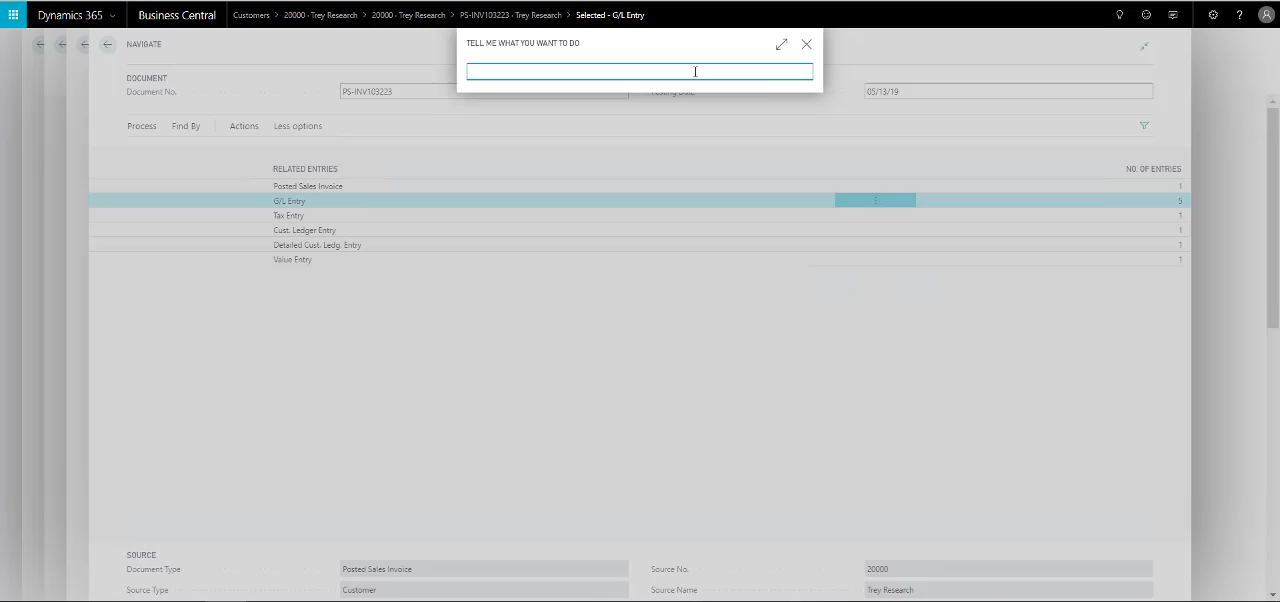 Dynamics 365 Business Central Customers > 20000 · Trey Research > 20000 · Trey Research > PS-INV103223 · Trey Research > Selected - G/L Entry ?
NAVIGATE
TELL ME WHAT YOU WANT TO DO
DOCUMENT
Document No. PS-INV103223 Posting Date 05/13/19
Process Find By Actions Less options
RELATED ENTRIES NO. OF ENTRIES
Posted Sales Invoice 1
G/L Entry 5
Tax Entry 1
Cust. Ledger Entry 1
Detailed Cust. Ledg. Entry 1
Value Entry 1
SOURCE
Document Type Posted Sales Invoice Source No. 20000
Source Type Customer Source Name Trey Research